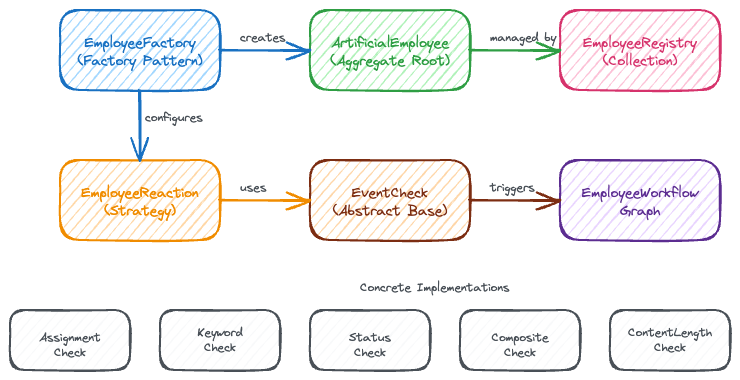 EmployeeFactory
(Factory Pattern)
creates
ArtificialEmployee
(Aggregate Root)
managed by
EmployeeRegistry
(Collection)
configures
EmployeeReaction
(Strategy)
uses
EventCheck
(Abstract Base)
triggers
EmployeeWorkflow
Graph
Concrete Implementations
Assignment
Check
Keyword
Check
Status
Check
Composite
Check
ContentLength
Check